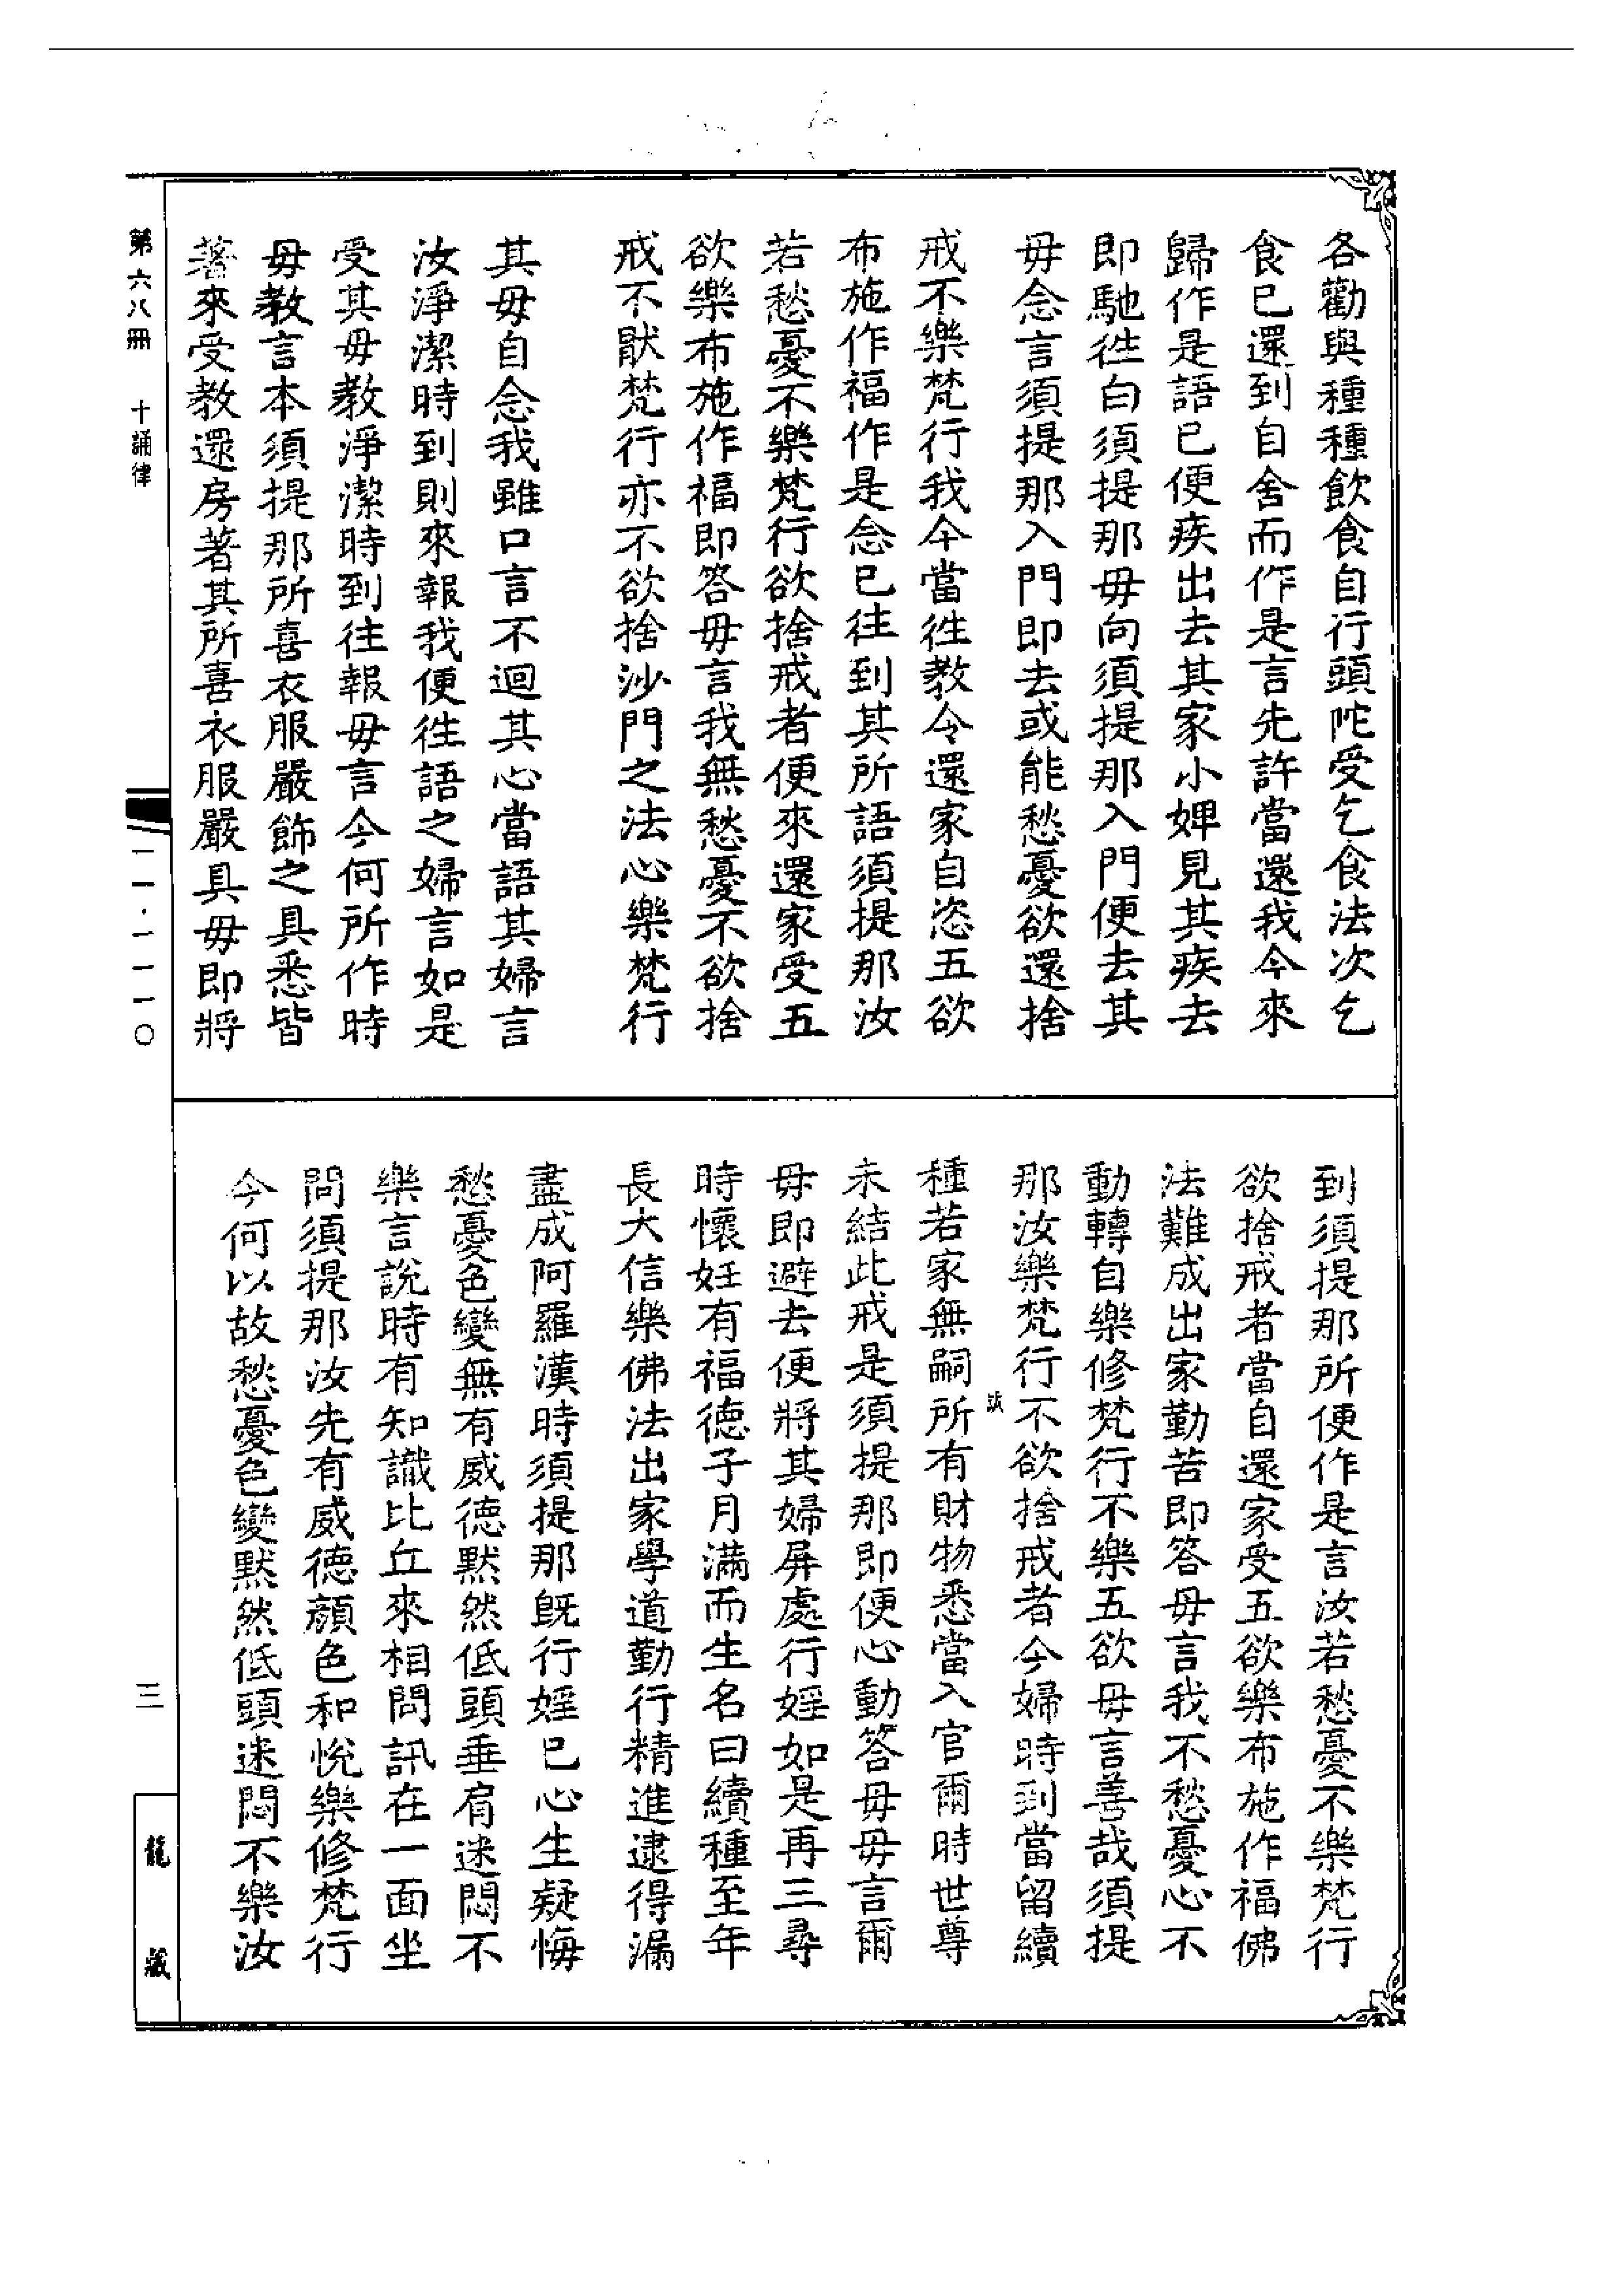 各勸與種種飲食自行頭陀受乞食法次乞
食已還到自舍而作是言先許當還我今來
歸作是語已便疾出去其家小婢見其疾去
即馳徃白須提那毋向須提那入門便去其
毋念言須提那入門即去或能愁憂欲還捨
戒不樂梵行我今當徃教令還家自恣五欲
布施作福作是念已往到其所語須提那汝
若愁憂不樂梵行欲捨戒者便來還家受五
欲樂布施作福即答毋言我無愁憂不欲捨
戒不猒梵行亦不欲捨沙門之法心樂梵行
其毋自念我雖口言不迴其心當語其婦言
汝淨潔時到則來報我便徃語之婦言如是
受其毋教淨潔時到往報毋言今何所作時
毋教言本須提那所喜衣服嚴飾之具悉皆
著來受教還房著其所喜衣服嚴具毋即將
到須提那所便作是言汝若愁憂不樂梵行
欲捨戒者當自還家受五欲樂布施作福佛
法難成出家勤苦即答毋言我不愁憂心不
動轉自樂修梵行不樂五欲毋言善哉須提
那汝樂梵行不欲捨戒者今婦時到當留續
種若家無嗣所有財物悉當入官爾時世尊
未結此戒是須提那即便心動答毋毋言爾
毋即避去便將其婦屏處行婬如是再三尋
時懷妊有福德子月滿而生名曰續種至年
長大信樂佛法出家學道勤行精進逮得漏
盡成阿羅漢時須提那旣行婬已心生疑悔
愁憂色變無有威德默然低頭垂肩迷悶不
樂言說時有知識比丘來相問訊在一面坐
問須提那汝先有威德顏色和悅樂修梵行
今何以故愁憂色變默然低頭迷悶不樂汝
第六八冊 十誦律
一一·一一一〇
三
龍藏